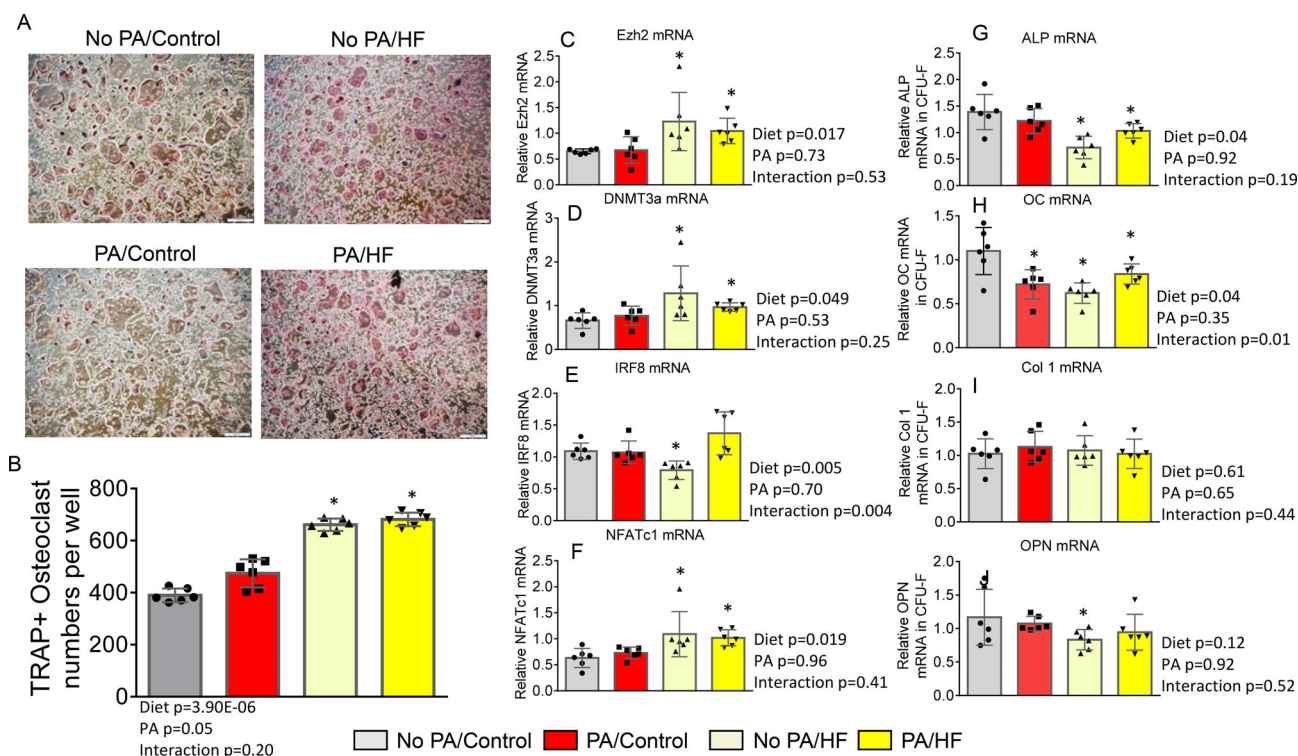 A
No PA/Control
No PA/HF
PA/Control
PA/HF
B
TRAP+ Osteoclast
numbers per well
800
600
400
200
0
*
*
Diet p=3.90E-06
PA p=0.05
Interaction p=0.20
C
Ezh2 mRNA
Relative Ezh2 mRNA
2.5
2.0
1.5
1.0
0.5
0.0
*
*
Diet p=0.017
PA p=0.73
Interaction p=0.53
D
DNMT3a mRNA
Relative DNMT3a mRNA
3
2
1
0
*
*
Diet p=0.049
PA p=0.53
Interaction p=0.25
E
IRF8 mRNA
Relative IRF8 mRNA
2.0
1.5
1.0
0.5
0.0
*
Diet p=0.005
PA p=0.70
Interaction p=0.004
F
NFATc1 mRNA
Relative NFATc1 mRNA
2.5
2.0
1.5
1.0
0.5
0.0
*
*
Diet p=0.019
PA p=0.96
Interaction p=0.41
G
ALP mRNA
Relative ALP
mRNA in CFU-F
2.5
2.0
1.5
1.0
0.5
0.0
*
*
Diet p=0.04
PA p=0.92
Interaction p=0.19
H
OC mRNA
Relative OC mRNA
in CFU-F
1.5
1.0
0.5
0.0
*
*
*
Diet p=0.04
PA p=0.35
Interaction p=0.01
I
Col 1 mRNA
Relative Col 1
mRNA in CFU-F
2.0
1.5
1.0
0.5
0.0
Diet p=0.61
PA p=0.65
Interaction p=0.44
J
OPN mRNA
Relative OPN
mRNA in CFU-F
2.0
1.5
1.0
0.5
0.0
*
Diet p=0.12
PA p=0.92
Interaction p=0.52
No PA/Control
PA/Control
No PA/HF
PA/HF